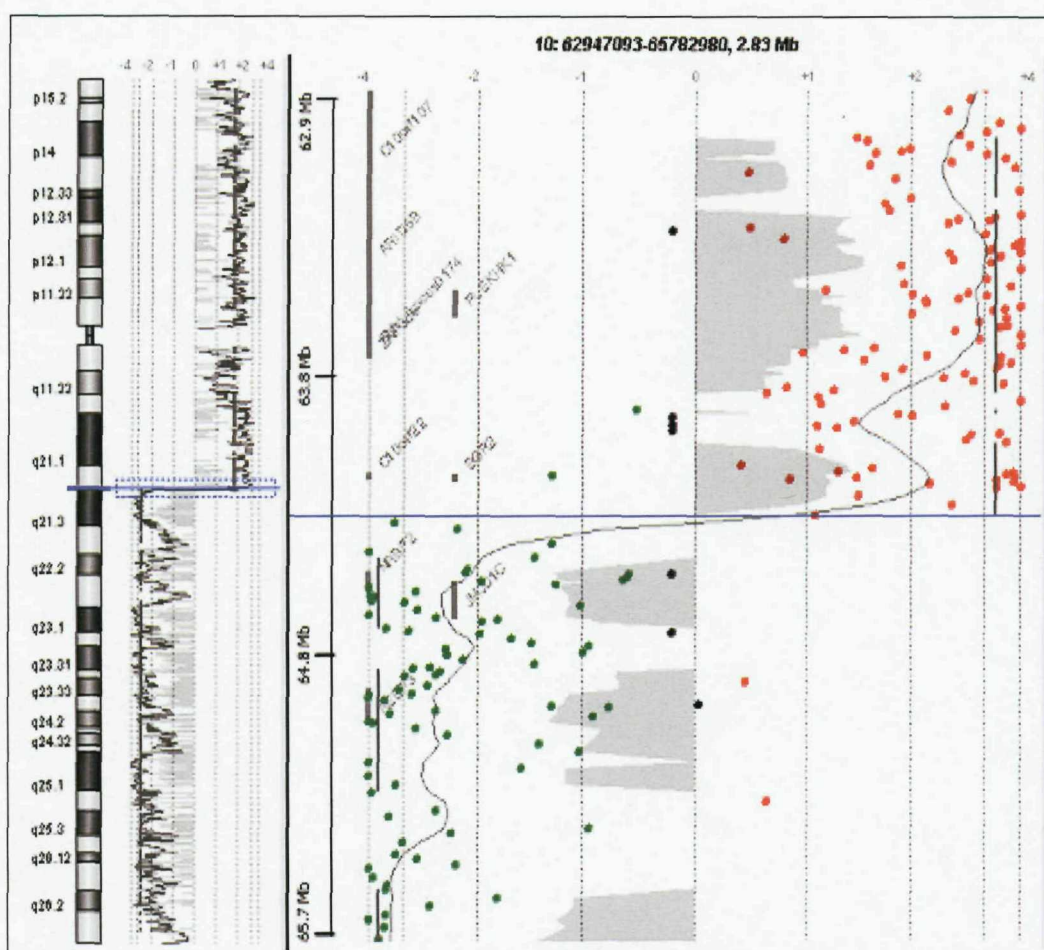 10: 62947093-65782980, 2.83 Mb
-4 -2 0 +1 +2 +4
-4 -2 -1 0 +1 +2 +4
p15.2
p14
p12.33
p12.31
p12.1
p11.22
q11.22
q21.1
q21.3
q22.2
q23.1
q23.31
q23.33
q24.2
q24.32
q25.1
q25.3
q26.12
q26.2
62.9 Mb
63.8 Mb
64.8 Mb
65.7 Mb
C10orf107
ARID5B
PLEKHK1
EGR2
JMJD1C